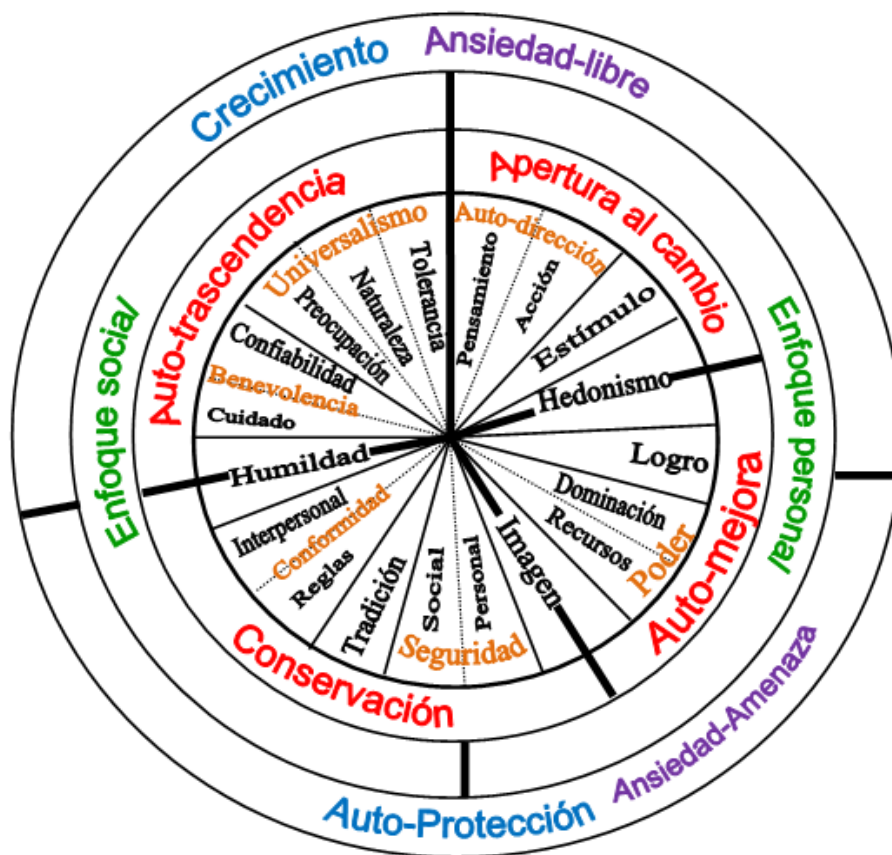 Crecimiento
Ansiedad-libre
Auto-trascendencia
Apertura al cambio
Enfoque social
Enfoque personal
Universalismo
Auto-dirección
Tolerancia
Naturaleza
Preocupación
Pensamiento
Acción
Estímulo
Confiabilidad
Benevolencia
Cuidado
Hedonismo
Humildad
Logro
Interpersonal
Conformidad
Reglas
Dominación
Recursos
Poder
Imagen
Tradición
Social
Personal
Seguridad
Auto-mejora
Conservación
Ansiedad-Amenaza
Auto-Protección